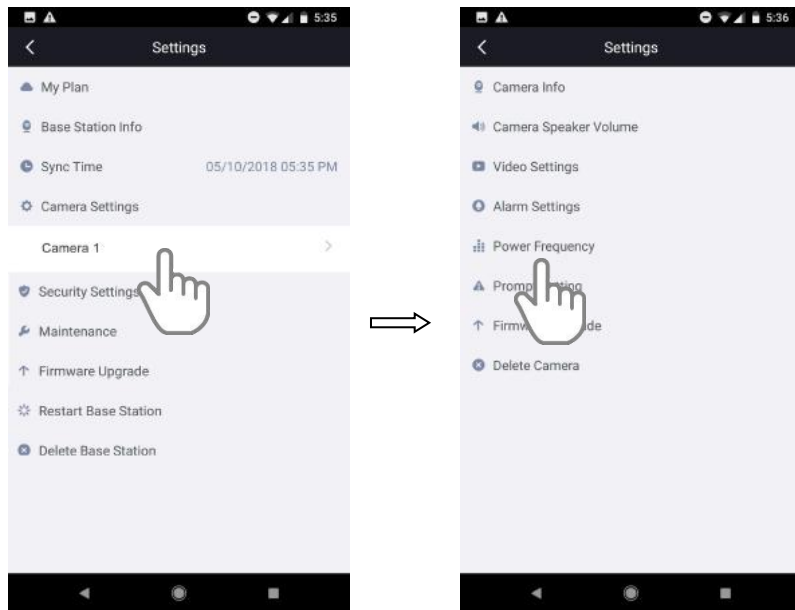 5:35
Settings
My Plan
Base Station Info
Sync Time 05/10/2018 05:35 PM
Camera Settings
Camera 1
Security Settings
Maintenance
Firmware Upgrade
Restart Base Station
Delete Base Station
5:36
Settings
Camera Info
Camera Speaker Volume
Video Settings
Alarm Settings
Power Frequency
Delete Camera